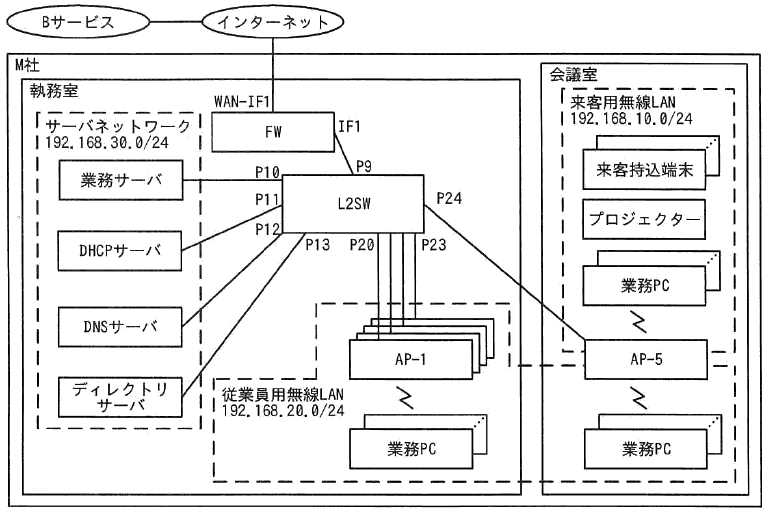 Bサービス
インターネット
M社
執務室
会議室
WAN-IF1
FW
IF1
サーバネットワーク
192.168.30.0/24
業務サーバ
DHCPサーバ
DNSサーバ
ディレクトリ
サーバ
P9
P10
P11
P12
P13
P20
P23
P24
L2SW
AP-1
従業員用無線LAN
192.168.20.0/24
業務PC
来客用無線LAN
192.168.10.0/24
来客持込端末
プロジェクター
業務PC
AP-5
業務PC